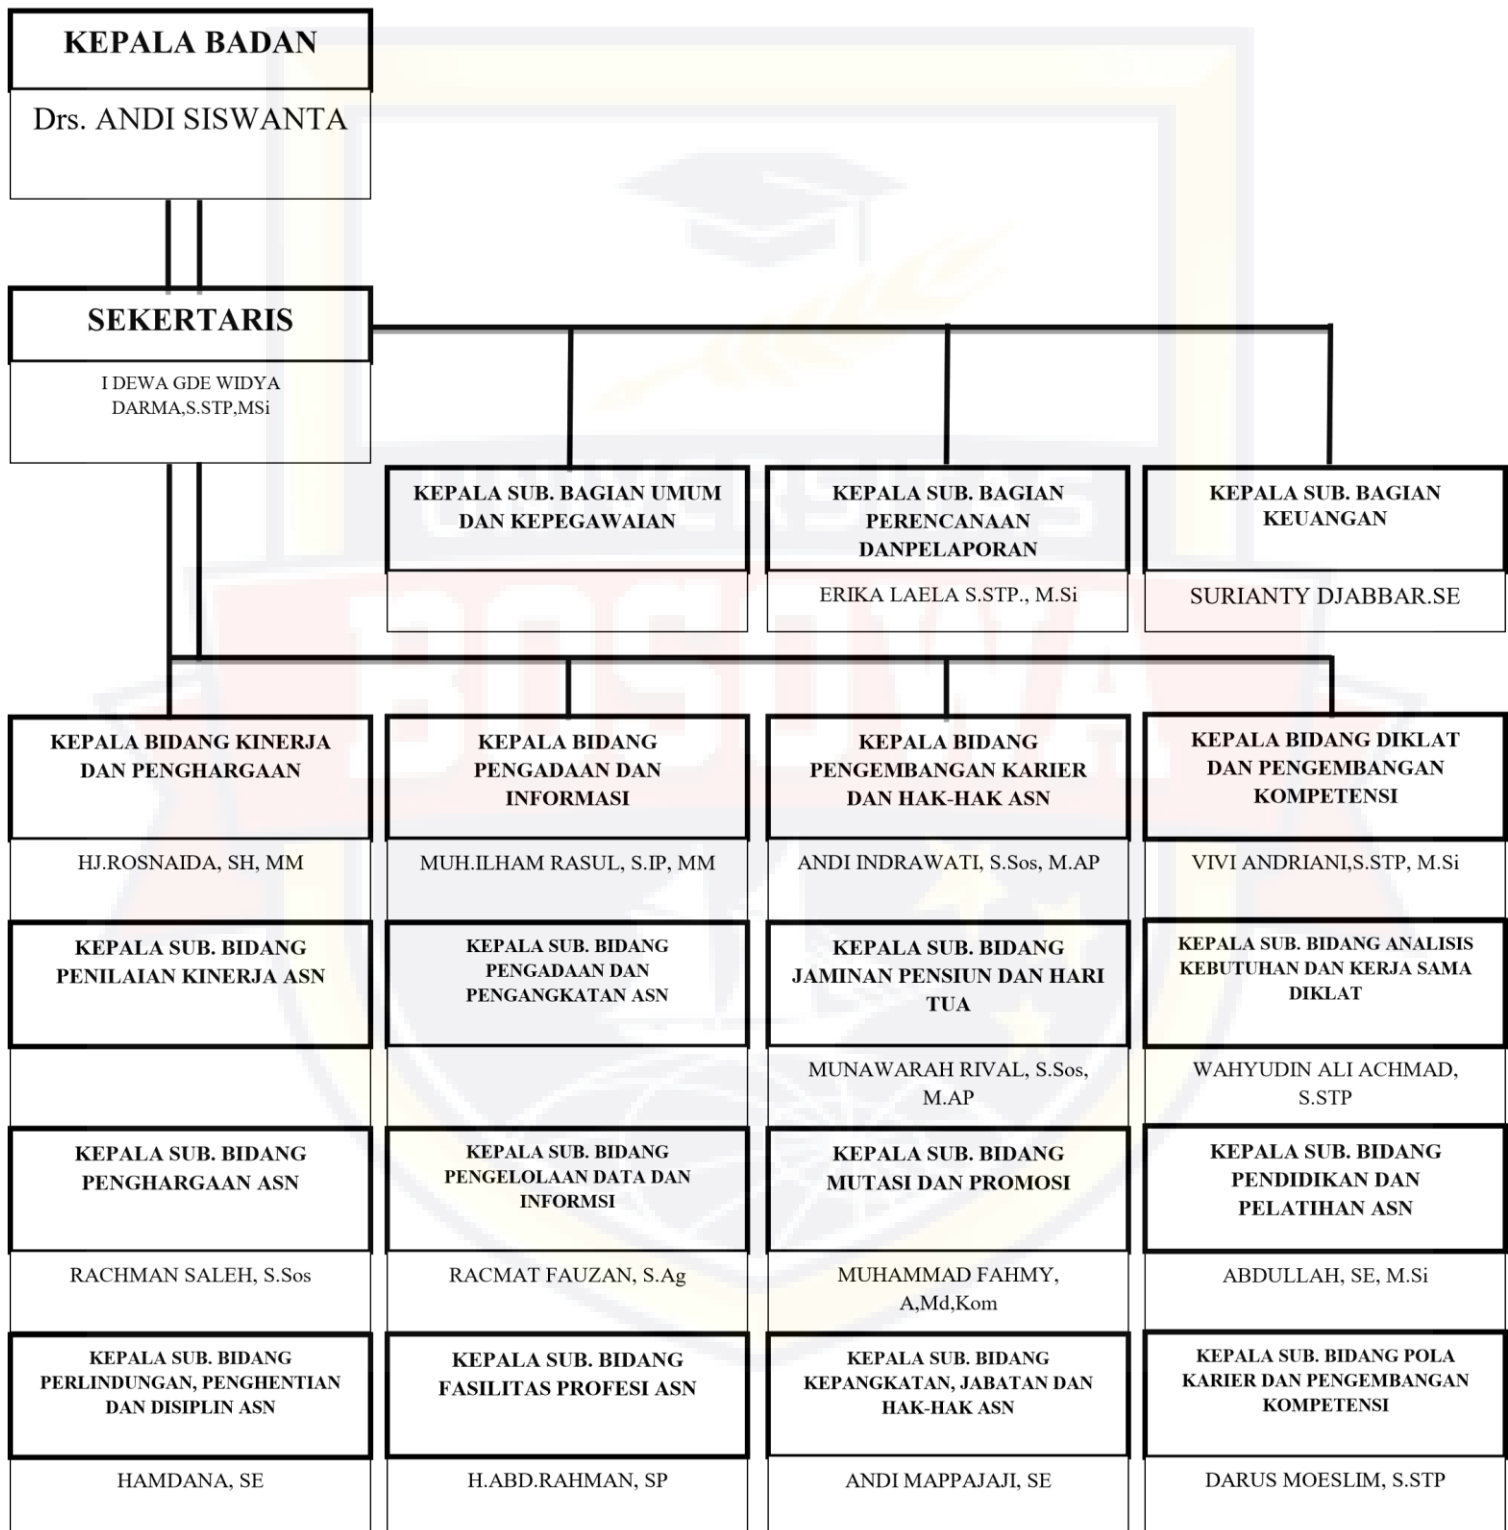 KEPALA BADAN
Drs. ANDI SISWANTA
SEKERTARIS
I DEWA GDE WIDYA
DARMA,S.STP,MSi
KEPALA SUB. BAGIAN UMUM
DAN KEPEGAWAIAN
KEPALA SUB. BAGIAN
PERENCANAAN
DANPELAPORAN
ERIKA LAELA S.STP., M.Si
KEPALA SUB. BAGIAN
KEUANGAN
SURIANTY DJABBAR.SE
UNIVERSITAS
BOSOWA
KEPALA BIDANG KINERJA
DAN PENGHARGAAN
HJ.ROSNAIDA, SH, MM
KEPALA BIDANG
PENGADAAN DAN
INFORMASI
MUH.ILHAM RASUL, S.IP, MM
KEPALA BIDANG
PENGEMBANGAN KARIER
DAN HAK-HAK ASN
ANDI INDRAWATI, S.Sos, M.AP
KEPALA BIDANG DIKLAT
DAN PENGEMBANGAN
KOMPETENSI
VIVI ANDRIANI,S.STP, M.Si
KEPALA SUB. BIDANG
PENILAIAN KINERJA ASN
KEPALA SUB. BIDANG
PENGADAAN DAN
PENGANGKATAN ASN
KEPALA SUB. BIDANG
JAMINAN PENSIUN DAN HARI
TUA
MUNAWARAH RIVAL, S.Sos,
M.AP
KEPALA SUB. BIDANG ANALISIS
KEBUTUHAN DAN KERJA SAMA
DIKLAT
WAHYUDIN ALI ACHMAD,
S.STP
KEPALA SUB. BIDANG
PENGHARGAAN ASN
RACHMAN SALEH, S.Sos
KEPALA SUB. BIDANG
PENGELOLAAN DATA DAN
INFORMSI
RACMAT FAUZAN, S.Ag
KEPALA SUB. BIDANG
MUTASI DAN PROMOSI
MUHAMMAD FAHMY,
A,Md,Kom
KEPALA SUB. BIDANG
PENDIDIKAN DAN
PELATIHAN ASN
ABDULLAH, SE, M.Si
KEPALA SUB. BIDANG
PERLINDUNGAN, PENGHENTIAN
DAN DISIPLIN ASN
HAMDANA, SE
KEPALA SUB. BIDANG
FASILITAS PROFESI ASN
H.ABD.RAHMAN, SP
KEPALA SUB. BIDANG
KEPANGKATAN, JABATAN DAN
HAK-HAK ASN
ANDI MAPPAJAJI, SE
KEPALA SUB. BIDANG POLA
KARIER DAN PENGEMBANGAN
KOMPETENSI
DARUS MOESLIM, S.STP